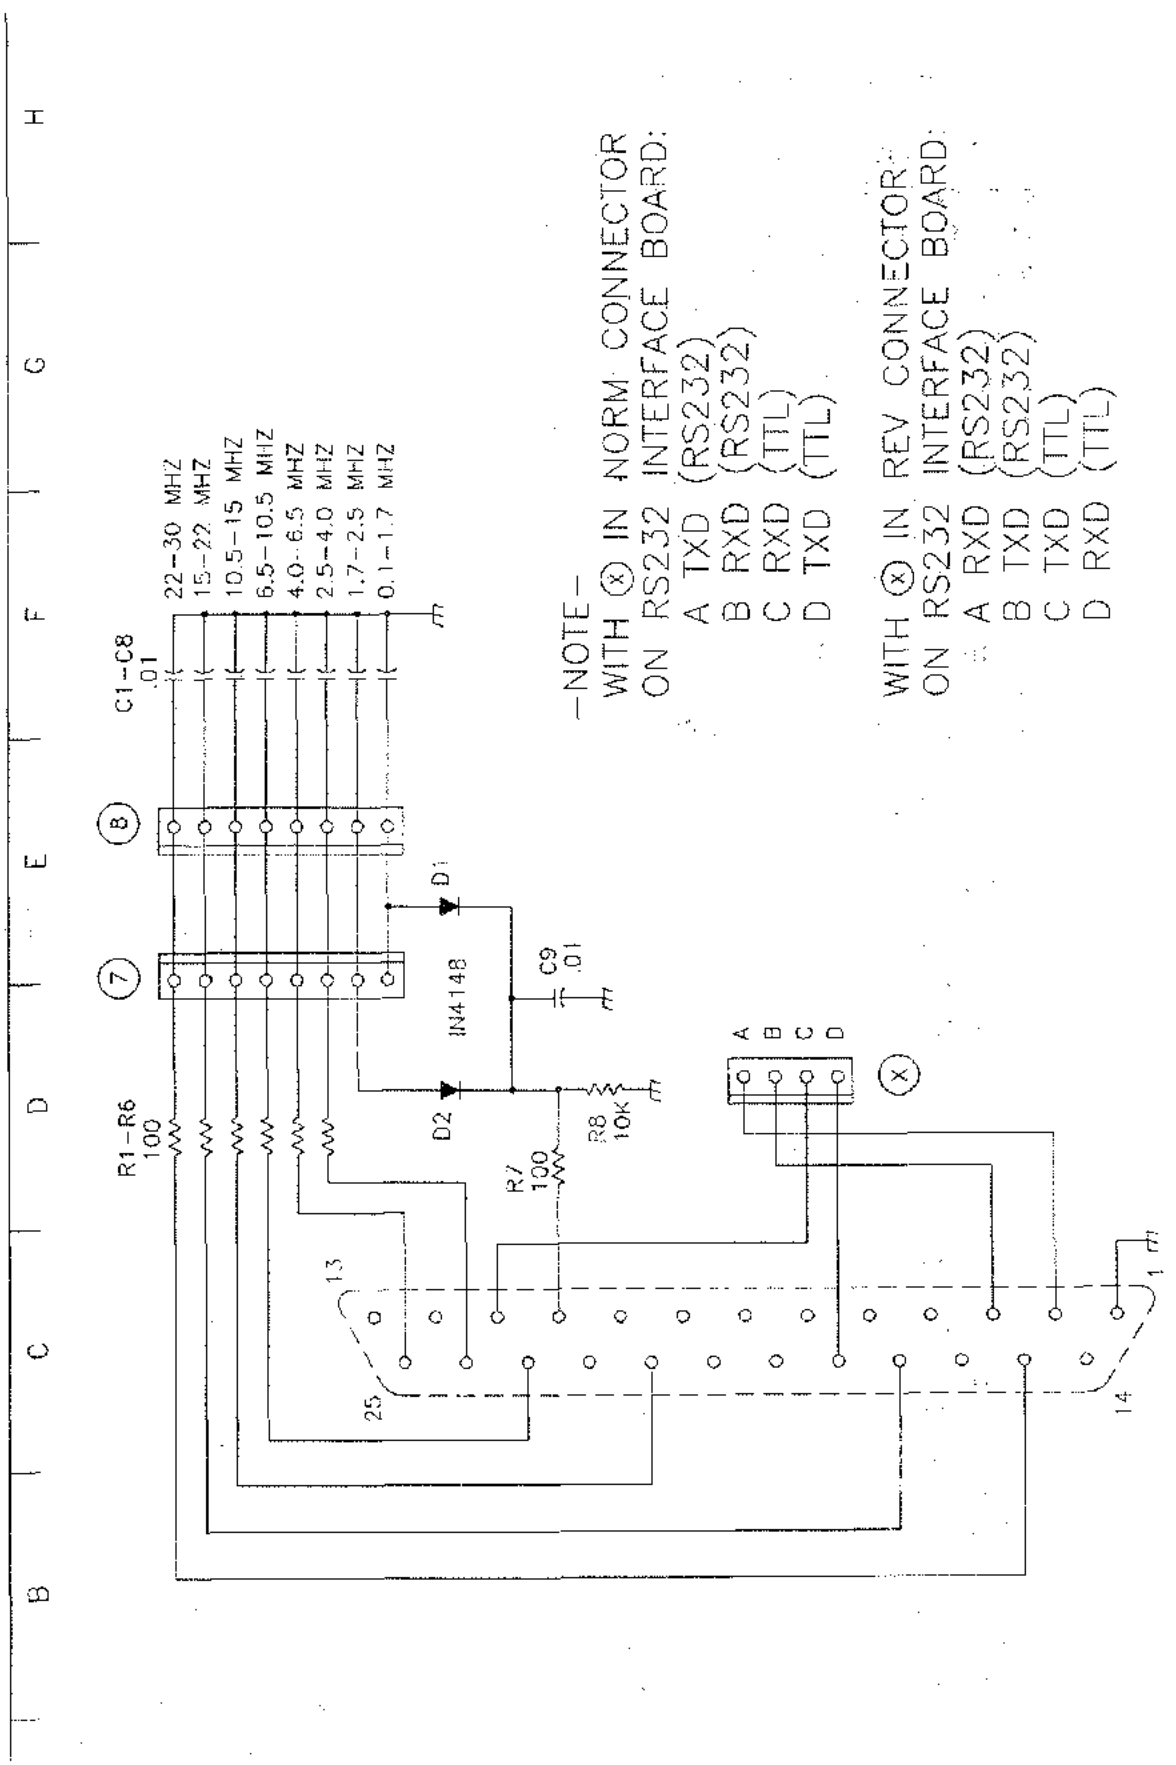 H
G
F
E
D
C
B
22-30 MHZ
15-22 MHZ
10.5-15 MHZ
6.5-10.5 MHZ
4.0-6.5 MHZ
2.5-4.0 MHZ
1.7-2.5 MHZ
0.1-1.7 MHZ
C1-C8
.01
8
7
D1
IN4148
D2
C9
.01
R1-R6
100
R7
100
R8
10K
A
B
C
D
X
13
25
1
14
-NOTE-
WITH Ⓧ IN NORM CONNECTOR
ON RS232 INTERFACE BOARD:
A TXD (RS232)
B RXD (RS232)
C RXD (TTL)
D TXD (TTL)
WITH Ⓧ IN REV CONNECTOR
ON RS232 INTERFACE BOARD:
A RXD (RS232)
B TXD (RS232)
C TXD (TTL)
D RXD (TTL)